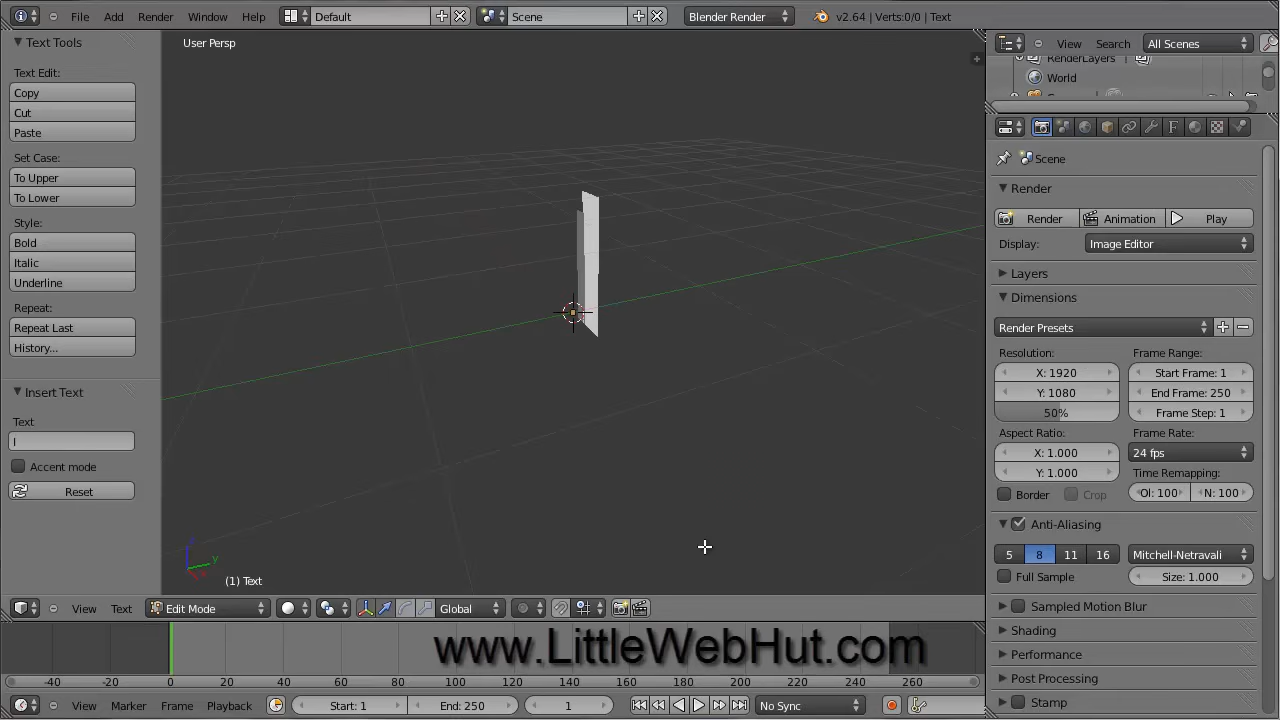 File Add Render Window Help Default Scene Blender Render v2.64 | Verts:0/0 | Text
Text Tools
Text Edit:
Copy
Cut
Paste
Set Case:
To Upper
To Lower
Style:
Bold
Italic
Underline
Repeat:
Repeat Last
History...
Insert Text
Text
l
Accent mode
Reset
User Persp
z
y
x
(1) Text
View Text Edit Mode Global
www.LittleWebHut.com
-40 -20 0 20 40 60 80 100 120 140 160 180 200 220 240 260
View Marker Frame Playback Start: 1 End: 250 1 No Sync
View Search All Scenes
RenderLayers
World
Scene
Render
Render Animation Play
Display: Image Editor
Layers
Dimensions
Render Presets
Resolution: Frame Range:
X: 1920 Start Frame: 1
Y: 1080 End Frame: 250
50% Frame Step: 1
Aspect Ratio: Frame Rate:
X: 1.000 24 fps
Y: 1.000 Time Remapping:
Border Crop Ol: 100 N: 100
Anti-Aliasing
5 8 11 16 Mitchell-Netravali
Full Sample Size: 1.000
Sampled Motion Blur
Shading
Performance
Post Processing
Stamp